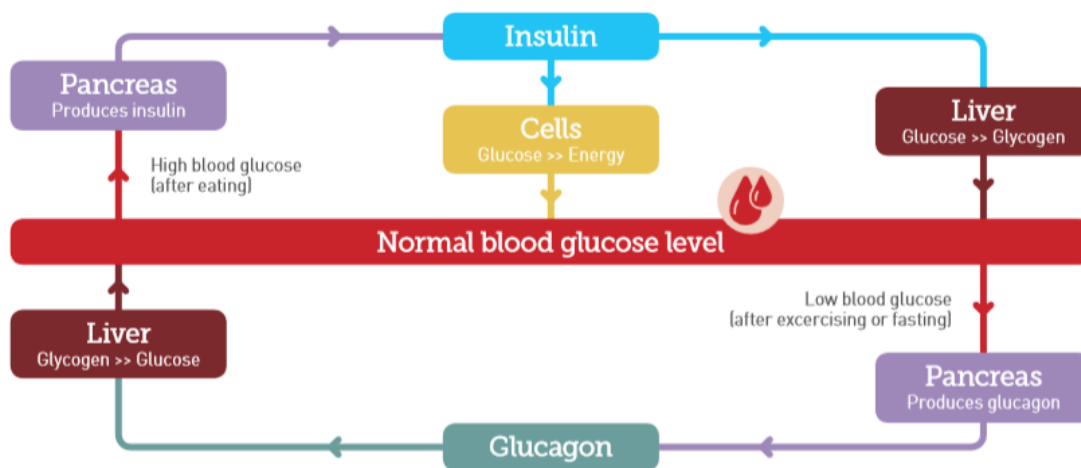 Insulin
Pancreas
Produces insulin
Cells
Glucose >> Energy
Liver
Glucose >> Glycogen
High blood glucose
(after eating)
Normal blood glucose level
Low blood glucose
(after excercising or fasting)
Liver
Glycogen >> Glucose
Pancreas
Produces glucagon
Glucagon